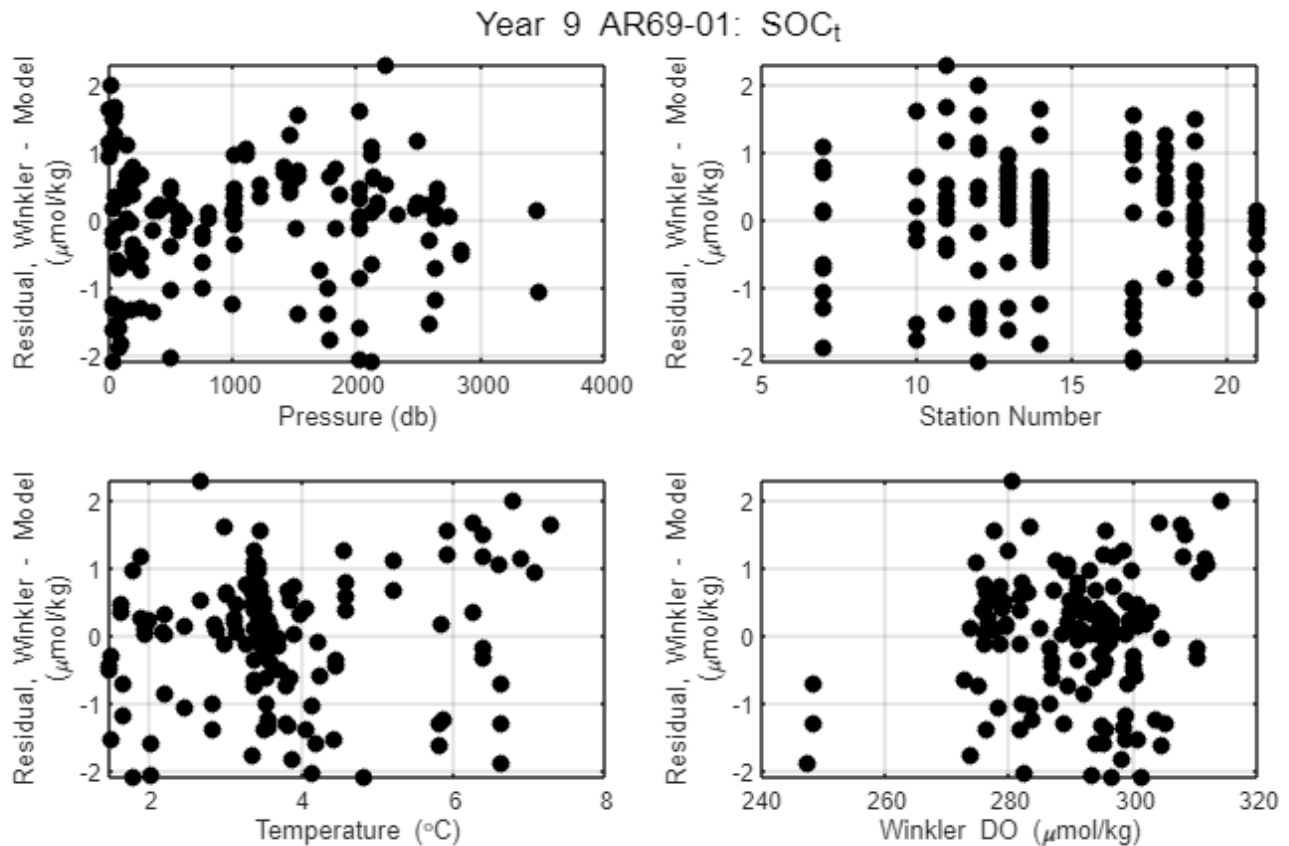 Year 9 AR69-01: SOCt
Residual, Winkler - Model
(μmol/kg)
2
1
0
-1
-2
0 1000 2000 3000 4000
Pressure (db)
Residual, Winkler - Model
(μmol/kg)
2
1
0
-1
-2
5 10 15 20
Station Number
Residual, Winkler - Model
(μmol/kg)
2
1
0
-1
-2
2 4 6 8
Temperature (°C)
Residual, Winkler - Model
(μmol/kg)
2
1
0
-1
-2
240 260 280 300 320
Winkler DO (μmol/kg)